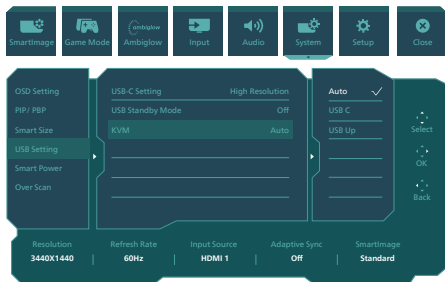 ambiglow
SmartImage Game Mode Ambiglow Input Audio System Setup Close
OSD Setting USB-C Setting High Resolution Auto
PIP/ PBP USB Standby Mode Off USB C
Smart Size KVM Auto USB Up
Select
USB Setting
OK
Smart Power
Over Scan
Back
Resolution Refresh Rate Input Source Adaptive Sync SmartImage
3440X1440 60Hz HDMI 1 Off Standard